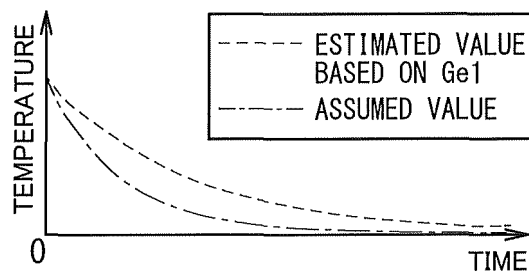 ESTIMATED VALUE
BASED ON Ge1
ASSUMED VALUE
TEMPERATURE
0
TIME